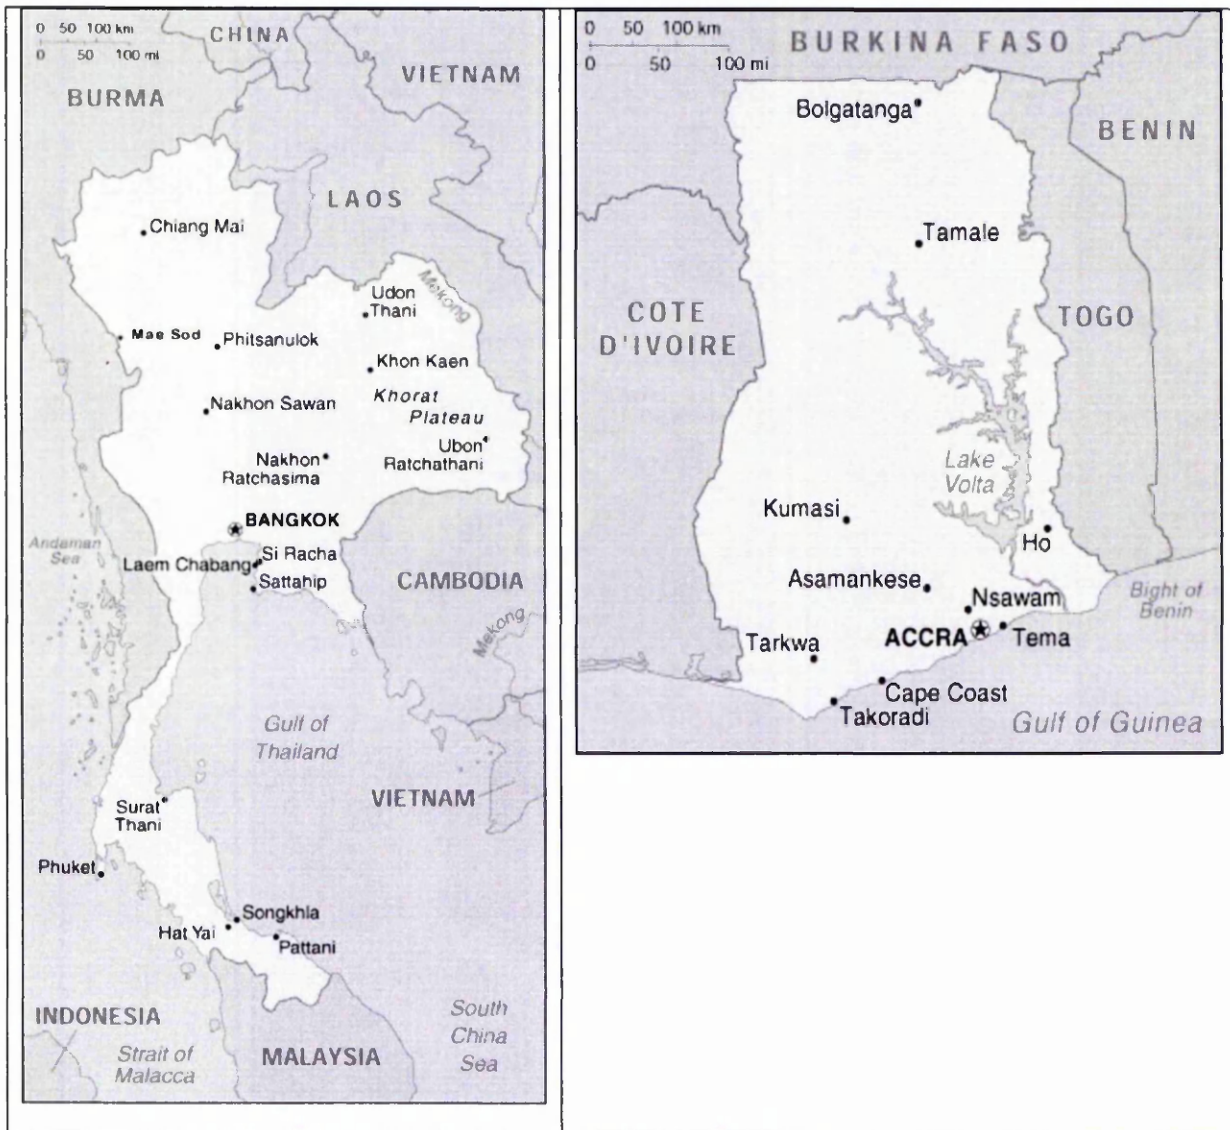 0 50 100 km
0 50 100 mi
CHINA
VIETNAM
BURMA
LAOS
Chiang Mai
Mekong
Udon
Thani
Mae Sod
Phitsanulok
Khon Kaen
Khorat
Plateau
Nakhon Sawan
Ubon
Ratchathani
Nakhon
Ratchasima
BANGKOK
Andaman
Sea
Si Racha
Laem Chabang
Sattahip
CAMBODIA
Mekong
Gulf of
Thailand
VIETNAM
Surat
Thani
Phuket
Songkhla
Hat Yai
Pattani
INDONESIA
South
China
Sea
Strait of
Malacca
MALAYSIA
0 50 100 km
0 50 100 mi
BURKINA FASO
Bolgatanga
BENIN
Tamale
COTE
D'IVOIRE
TOGO
Lake
Volta
Kumasi
Ho
Asamankese
Nsawam
Bight of
Benin
ACCRA
Tema
Tarkwa
Cape Coast
Takoradi
Gulf of Guinea